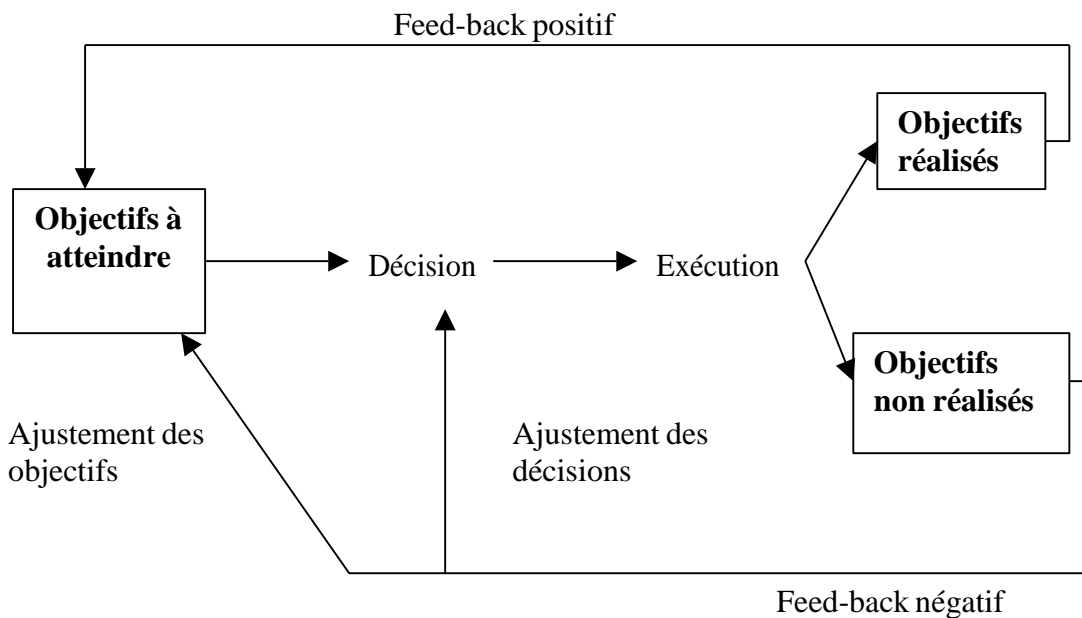 Feed-back positif
Objectifs
réalisés
Objectifs à
atteindre
Décision
Exécution
Objectifs
non réalisés
Ajustement des
objectifs
Ajustement des
décisions
Feed-back négatif